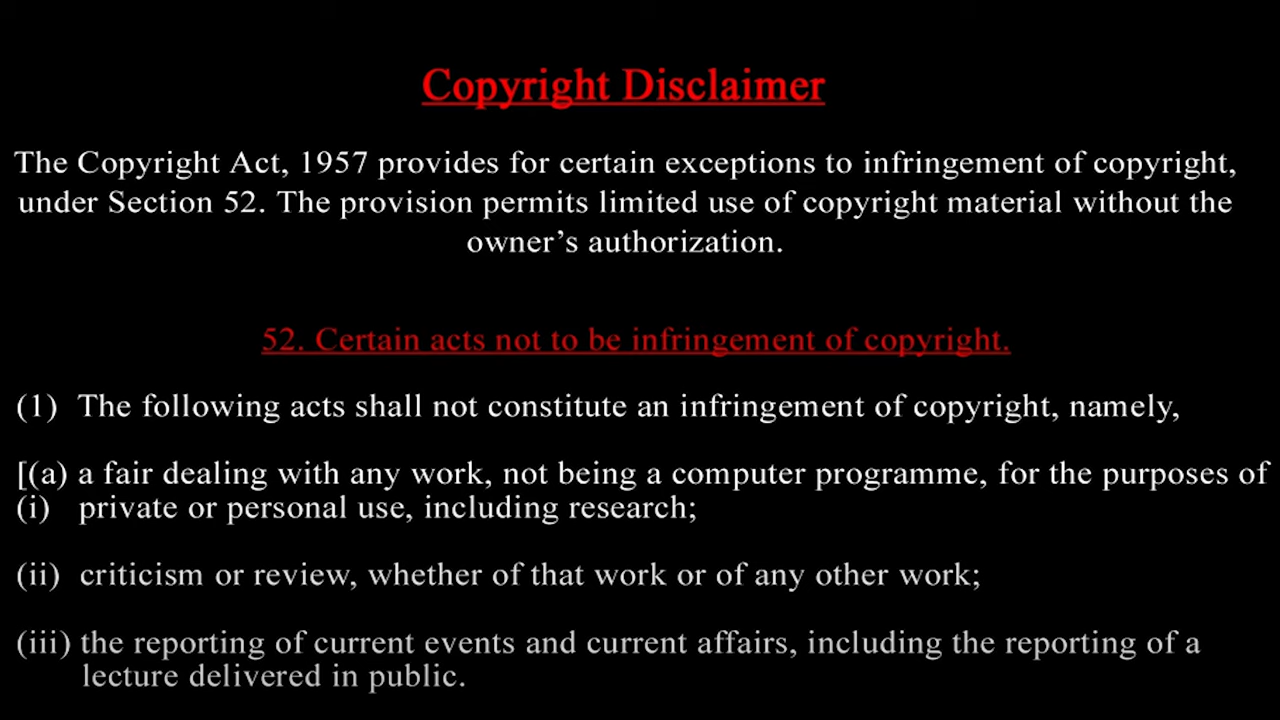 Copyright Disclaimer
The Copyright Act, 1957 provides for certain exceptions to infringement of copyright,
under Section 52. The provision permits limited use of copyright material without the
owner’s authorization.
52. Certain acts not to be infringement of copyright.
(1) The following acts shall not constitute an infringement of copyright, namely,
[(a) a fair dealing with any work, not being a computer programme, for the purposes of
(i) private or personal use, including research;
(ii) criticism or review, whether of that work or of any other work;
(iii) the reporting of current events and current affairs, including the reporting of a
lecture delivered in public.